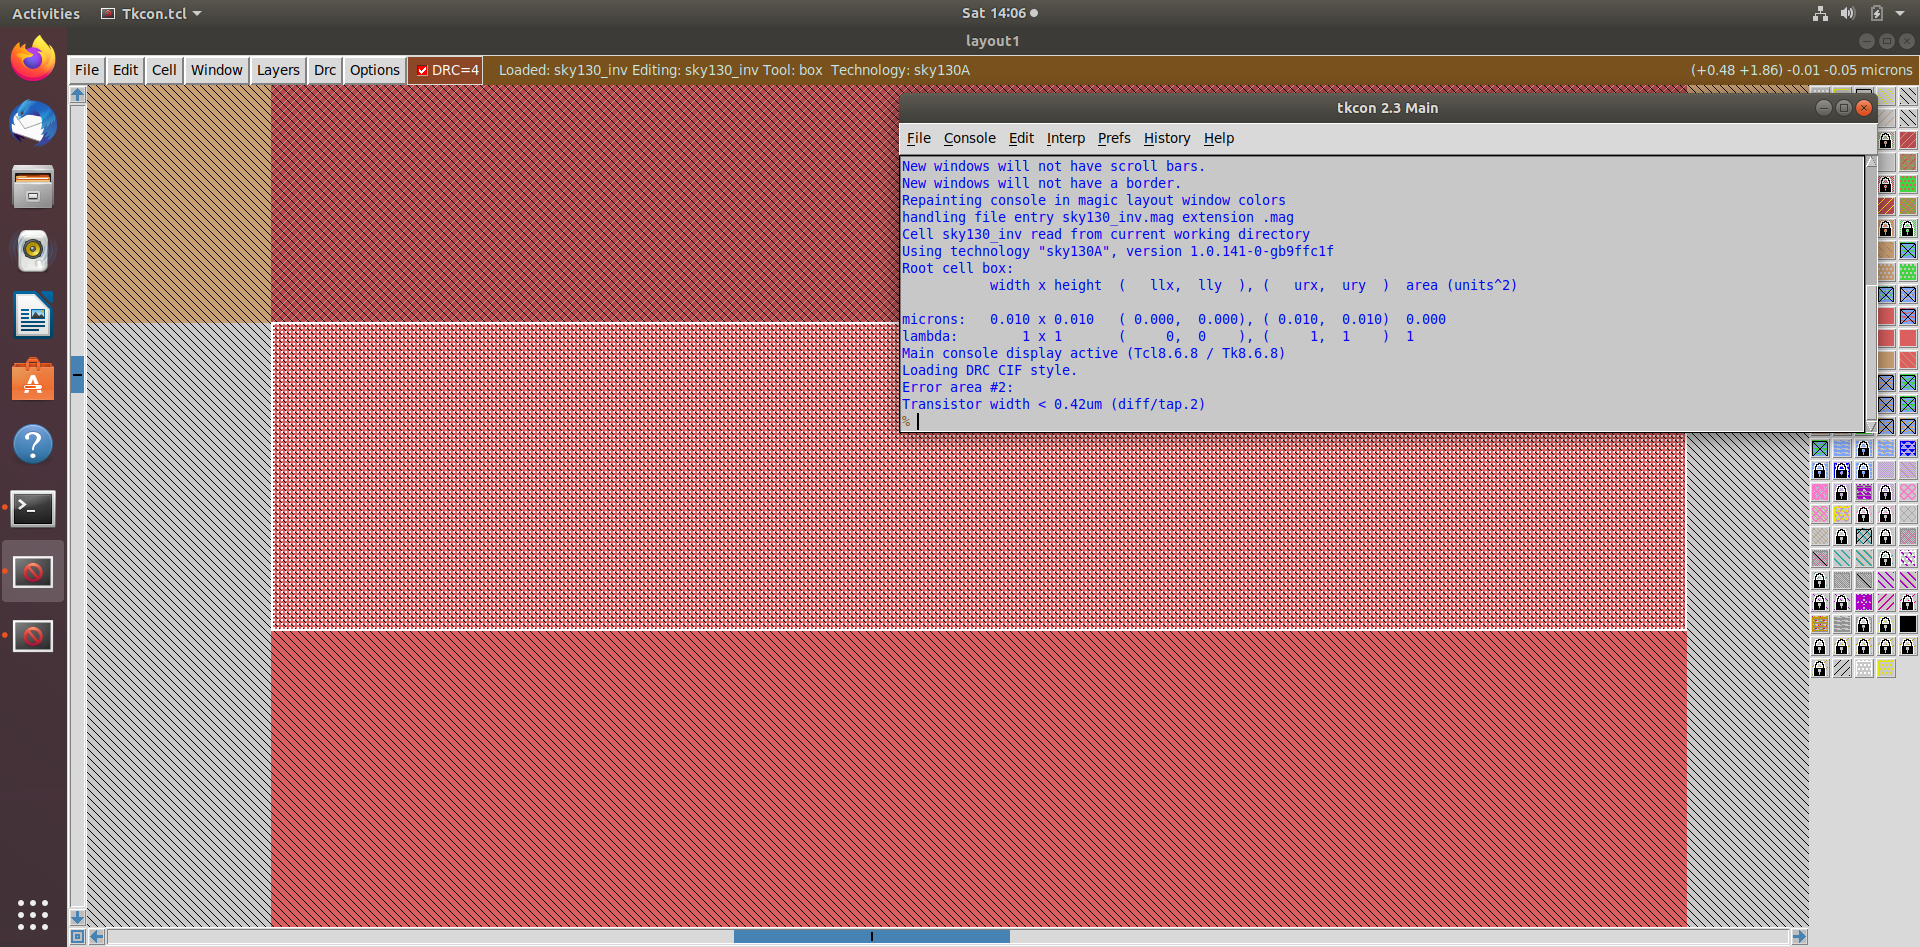 Activities Tkcon.tcl Sat 14:06
layout1
File Edit Cell Window Layers Drc Options DRC=4 Loaded: sky130_inv Editing: sky130_inv Tool: box Technology: sky130A (+0.48 +1.86) -0.01 -0.05 microns
tkcon 2.3 Main
File Console Edit Interp Prefs History Help
New windows will not have scroll bars.
New windows will not have a border.
Repainting console in magic layout window colors
handling file entry sky130_inv.mag extension .mag
Cell sky130_inv read from current working directory
Using technology "sky130A", version 1.0.141-0-gb9ffc1f
Root cell box:
width x height ( llx, lly ), ( urx, ury ) area (units^2)
microns: 0.010 x 0.010 ( 0.000, 0.000), ( 0.010, 0.010) 0.000
lambda: 1 x 1 ( 0, 0 ), ( 1, 1 ) 1
Main console display active (Tcl8.6.8 / Tk8.6.8)
Loading DRC CIF style.
Error area #2:
Transistor width < 0.42um (diff/tap.2)
%